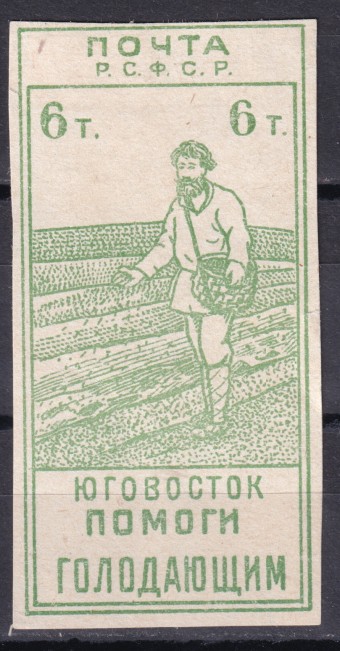 ПОЧТА
Р.С.Ф.С.Р.
6 т. 6 т.
ЮГОВОСТОК
ПОМОГИ
ГОЛОДАЮЩИМ